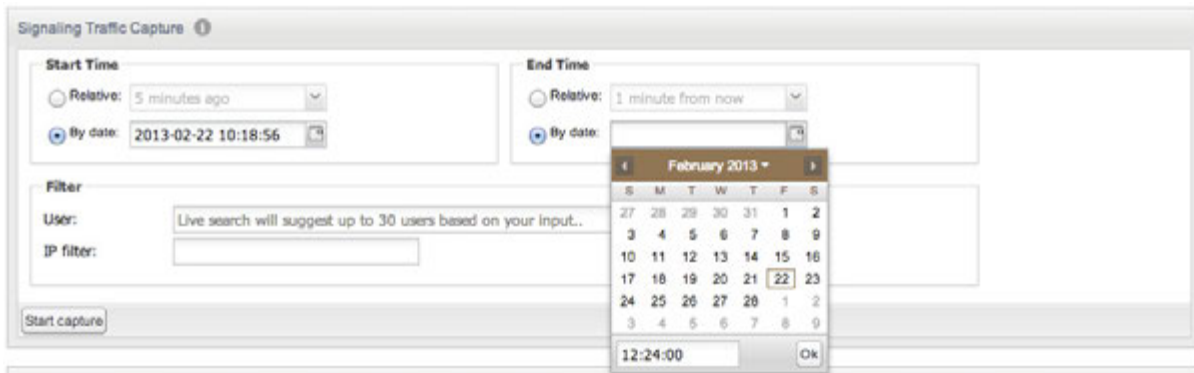 Signaling Traffic Capture
Start Time
Relative: 5 minutes ago
By date: 2013-02-22 10:18:56
End Time
Relative: 1 minute from now
By date:
February 2013
S M T W T F S
27 28 29 30 31 1 2
3 4 5 6 7 8 9
10 11 12 13 14 15 16
17 18 19 20 21 22 23
24 25 26 27 28 1 2
3 4 5 6 7 8 9
12:24:00 Ok
Filter
User: Live search will suggest up to 30 users based on your input..
IP filter:
Start capture